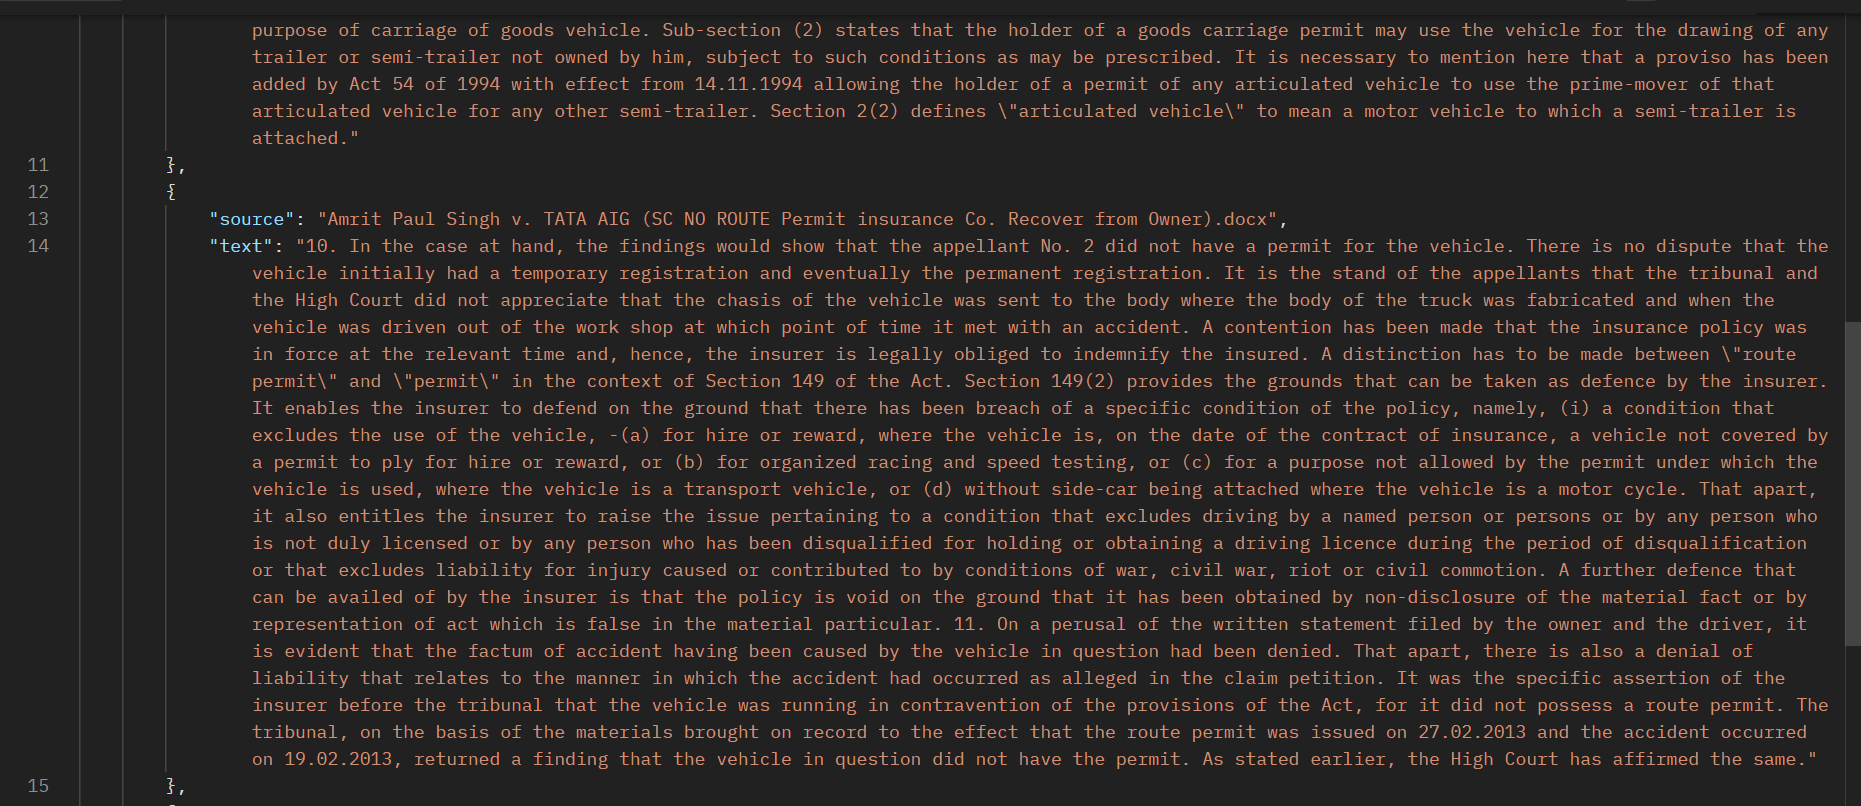 purpose of carriage of goods vehicle. Sub-section (2) states that the holder of a goods carriage permit may use the vehicle for the drawing of any
trailer or semi-trailer not owned by him, subject to such conditions as may be prescribed. It is necessary to mention here that a proviso has been
added by Act 54 of 1994 with effect from 14.11.1994 allowing the holder of a permit of any articulated vehicle to use the prime-mover of that
articulated vehicle for any other semi-trailer. Section 2(2) defines \"articulated vehicle\" to mean a motor vehicle to which a semi-trailer is
attached."
11 },
12 {
13 "source": "Amrit Paul Singh v. TATA AIG (SC NO ROUTE Permit insurance Co. Recover from Owner).docx",
14 "text": "10. In the case at hand, the findings would show that the appellant No. 2 did not have a permit for the vehicle. There is no dispute that the
vehicle initially had a temporary registration and eventually the permanent registration. It is the stand of the appellants that the tribunal and
the High Court did not appreciate that the chasis of the vehicle was sent to the body where the body of the truck was fabricated and when the
vehicle was driven out of the work shop at which point of time it met with an accident. A contention has been made that the insurance policy was
in force at the relevant time and, hence, the insurer is legally obliged to indemnify the insured. A distinction has to be made between \"route
permit\" and \"permit\" in the context of Section 149 of the Act. Section 149(2) provides the grounds that can be taken as defence by the insurer.
It enables the insurer to defend on the ground that there has been breach of a specific condition of the policy, namely, (i) a condition that
excludes the use of the vehicle, -(a) for hire or reward, where the vehicle is, on the date of the contract of insurance, a vehicle not covered by
a permit to ply for hire or reward, or (b) for organized racing and speed testing, or (c) for a purpose not allowed by the permit under which the
vehicle is used, where the vehicle is a transport vehicle, or (d) without side-car being attached where the vehicle is a motor cycle. That apart,
it also entitles the insurer to raise the issue pertaining to a condition that excludes driving by a named person or persons or by any person who
is not duly licensed or by any person who has been disqualified for holding or obtaining a driving licence during the period of disqualification
or that excludes liability for injury caused or contributed to by conditions of war, civil war, riot or civil commotion. A further defence that
can be availed of by the insurer is that the policy is void on the ground that it has been obtained by non-disclosure of the material fact or by
representation of act which is false in the material particular. 11. On a perusal of the written statement filed by the owner and the driver, it
is evident that the factum of accident having been caused by the vehicle in question had been denied. That apart, there is also a denial of
liability that relates to the manner in which the accident had occurred as alleged in the claim petition. It was the specific assertion of the
insurer before the tribunal that the vehicle was running in contravention of the provisions of the Act, for it did not possess a route permit. The
tribunal, on the basis of the materials brought on record to the effect that the route permit was issued on 27.02.2013 and the accident occurred
on 19.02.2013, returned a finding that the vehicle in question did not have the permit. As stated earlier, the High Court has affirmed the same."
15 },